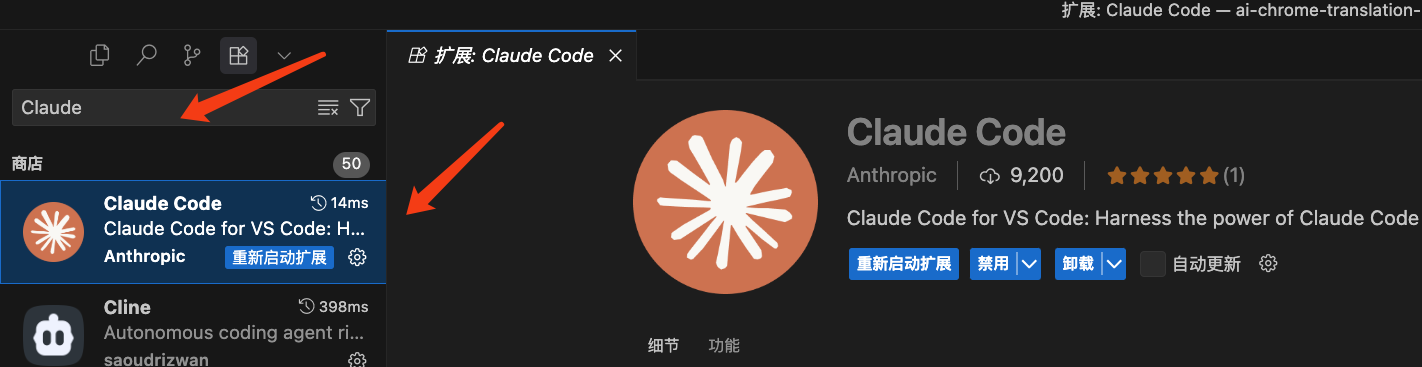 扩展: Claude Code — ai-chrome-translation-
扩展: Claude Code
Claude
商店
50
Claude Code
14ms
Claude Code for VS Code: H...
Anthropic
重新启动扩展
Cline
398ms
Autonomous coding agent ri...
saoudrizwan
Claude Code
Anthropic
9,200
(1)
Claude Code for VS Code: Harness the power of Claude Code
重新启动扩展
禁用
卸载
自动更新
细节
功能